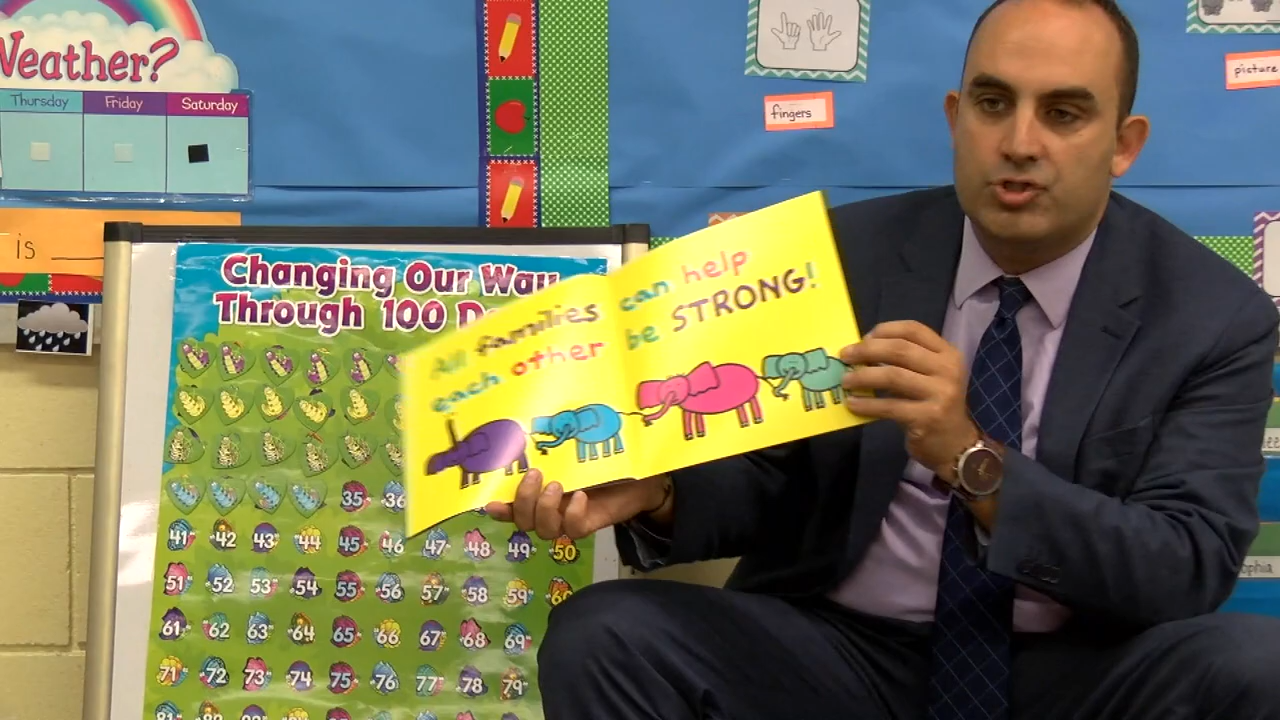 Weather?
Thursday Friday Saturday
is
fingers
picture
Changing Our Way
Through 100
All families
each other
can help
be STRONG!
35 36
41 42 43 44 45 46 47 48 49 50
51 52 53 54 55 56 57 58 59 60
61 62 63 64 65 66 67 68 69
71 72 73 74 75 76 77 78 79